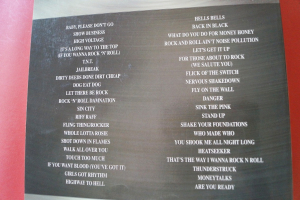 BABY, PLEASE DON'T GO
SHOW BUSINESS
HIGH VOLTAGE
IT'S A LONG WAY TO THE TOP
(IF YOU WANNA ROCK 'N' ROLL)
T.N.T.
JAILBREAK
DIRTY DEEDS DONE DIRT CHEAP
DOG EAT DOG
LET THERE BE ROCK
ROCK 'N' ROLL DAMNATION
SIN CITY
RIFF RAFF
FLING THING/ROCKER
WHOLE LOTTA ROSIE
SHOT DOWN IN FLAMES
WALK ALL OVER YOU
TOUCH TOO MUCH
IF YOU WANT BLOOD (YOU'VE GOT IT)
GIRLS GOT RHYTHM
HIGHWAY TO HELL
HELLS BELLS
BACK IN BLACK
WHAT DO YOU DO FOR MONEY HONEY
ROCK AND ROLL AIN'T NOISE POLLUTION
LET'S GET IT UP
FOR THOSE ABOUT TO ROCK
(WE SALUTE YOU)
FLICK OF THE SWITCH
NERVOUS SHAKEDOWN
FLY ON THE WALL
DANGER
SINK THE PINK
STAND UP
SHAKE YOUR FOUNDATIONS
WHO MADE WHO
YOU SHOOK ME ALL NIGHT LONG
HEATSEEKER
THAT'S THE WAY I WANNA ROCK N ROLL
THUNDERSTRUCK
MONEYTALKS
ARE YOU READY